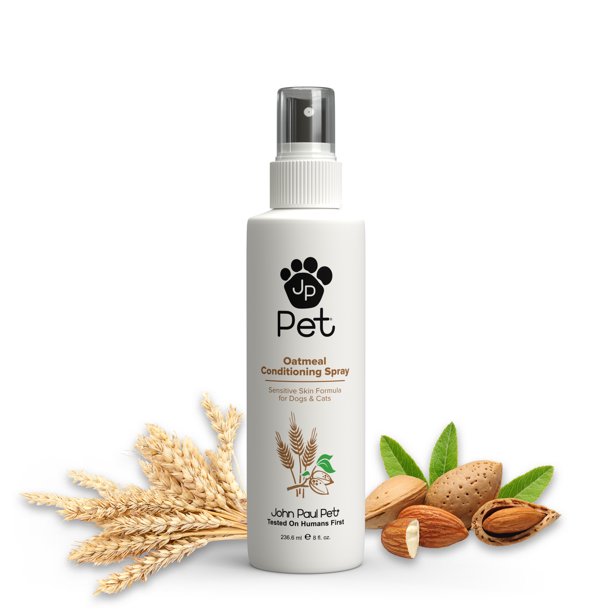 JP
Pet
Oatmeal
Conditioning Spray
Sensitive Skin Formula
for Dogs & Cats
John Paul Pet®
Tested On Humans First
236.6 ml ℮ 8 fl. oz.